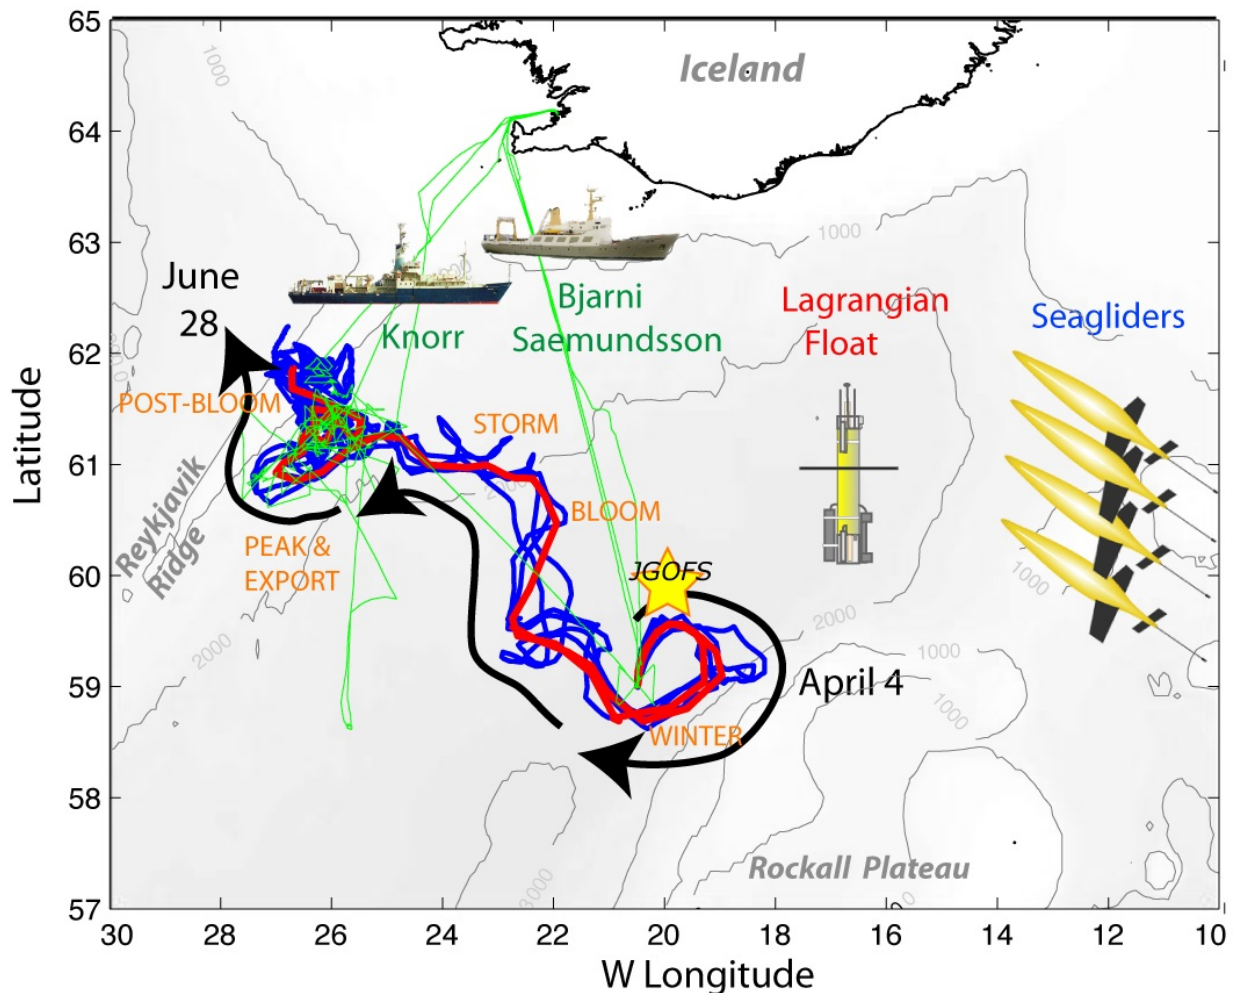 65
64
63
62
61
60
59
58
57
Latitude
30
28
26
24
22
20
18
16
14
12
10
W Longitude
1000
Iceland
1000
June
28
Knorr
Bjarni
Saemundsson
Lagrangian
Float
Seagliders
POST-BLOOM
STORM
BLOOM
Reykjavik
Ridge
PEAK &
EXPORT
JGOFS
1000
2000
2000
1000
April 4
1000
WINTER
3000
Rockall Plateau